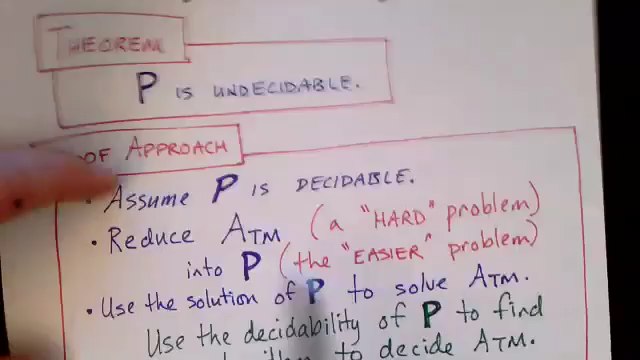 THEOREM
P IS UNDECIDABLE.
OF APPROACH
• Assume P is DECIDABLE.
• Reduce ATM (a "HARD" problem)
into P (the "EASIER" problem)
• Use the solution of P to solve ATM.
Use the decidability of P to find
to decide ATM.